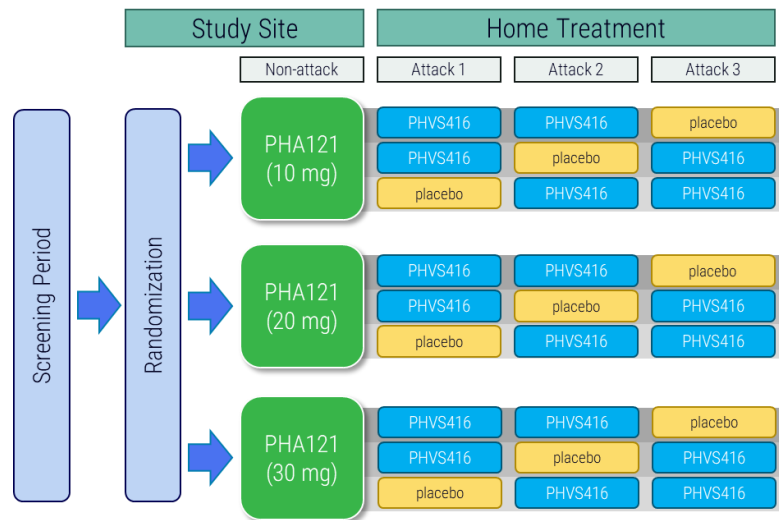 Study Site
Home Treatment
Non-attack
Attack 1
Attack 2
Attack 3
Screening Period
Randomization
PHA121
(10 mg)
PHVS416
PHVS416
placebo
PHVS416
placebo
PHVS416
placebo
PHVS416
PHVS416
PHA121
(20 mg)
PHVS416
PHVS416
placebo
PHVS416
placebo
PHVS416
placebo
PHVS416
PHVS416
PHA121
(30 mg)
PHVS416
PHVS416
placebo
PHVS416
placebo
PHVS416
placebo
PHVS416
PHVS416